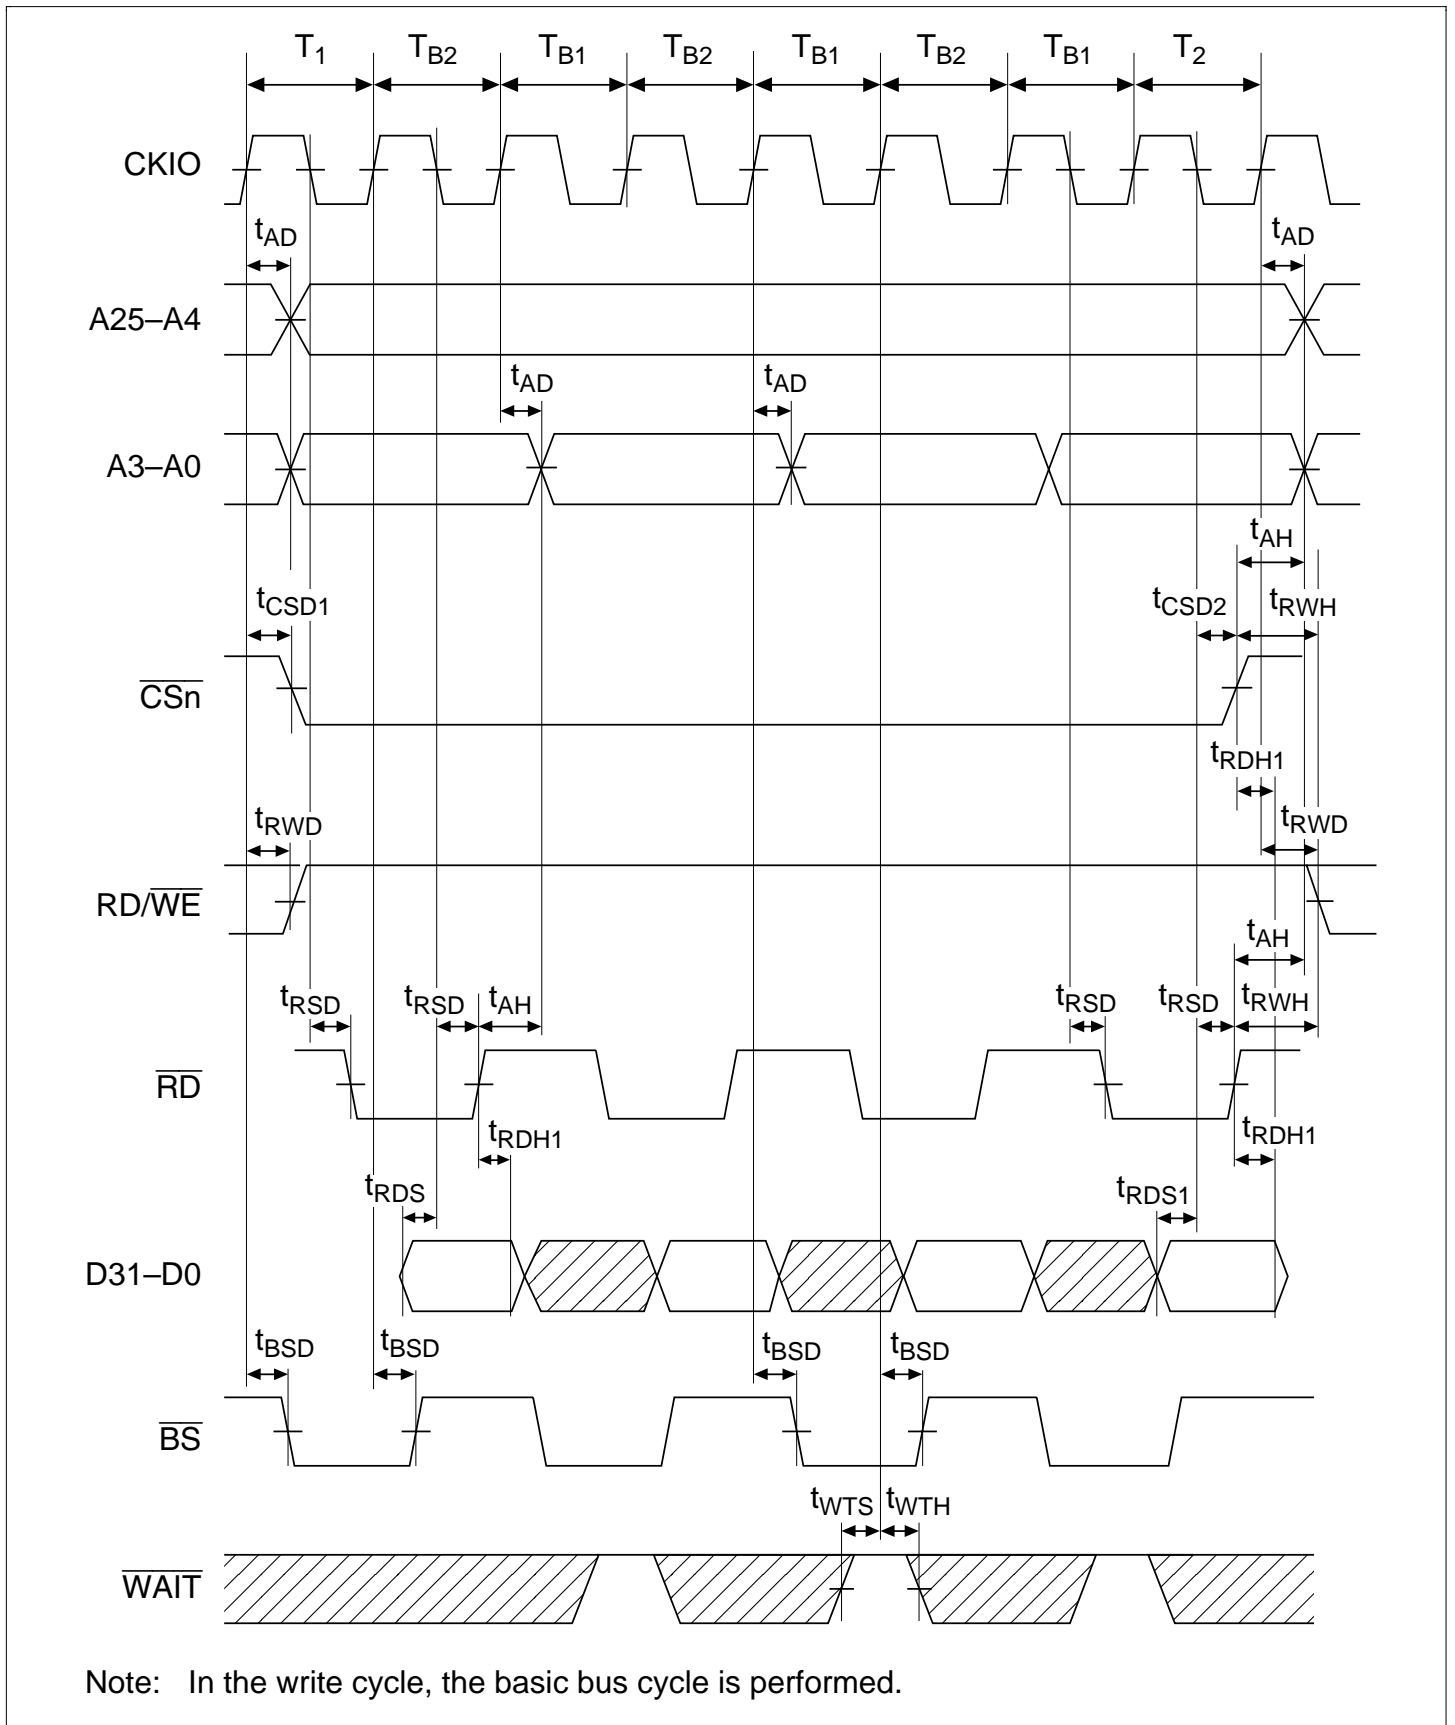 T1 TB2 TB1 TB2 TB1 TB2 TB1 T2
CKIO
tAD tAD
A25–A4
tAD tAD
A3–A0
tAH
tCSD1 tCSD2 tRWH
CSn
tRDH1
tRWD tRWD
RD/WE
tAH
tRSD tRSD tAH tRSD tRSD tRWH
RD
tRDH1 tRDH1
tRDS tRDS1
D31–D0
tBSD tBSD tBSD tBSD
BS
tWTS tWTH
WAIT
Note: In the write cycle, the basic bus cycle is performed.